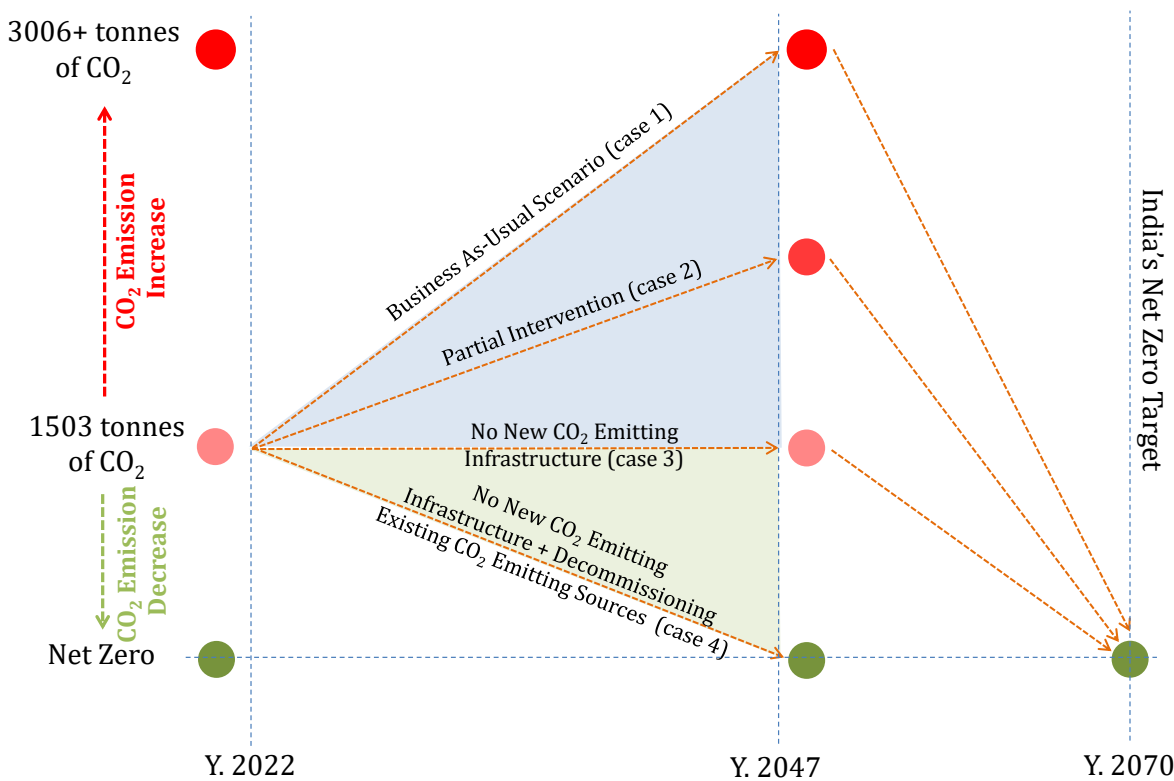 3006+ tonnes
of CO₂
CO₂ Emission
Increase
1503 tonnes
of CO₂
CO₂ Emission
Decrease
Net Zero
Business As-Usual Scenario (case 1)
Partial Intervention (case 2)
No New CO₂ Emitting
Infrastructure (case 3)
No New CO₂ Emitting
Infrastructure + Decommissioning
Existing CO₂ Emitting Sources (case 4)
India's Net Zero Target
Y. 2022
Y. 2047
Y. 2070